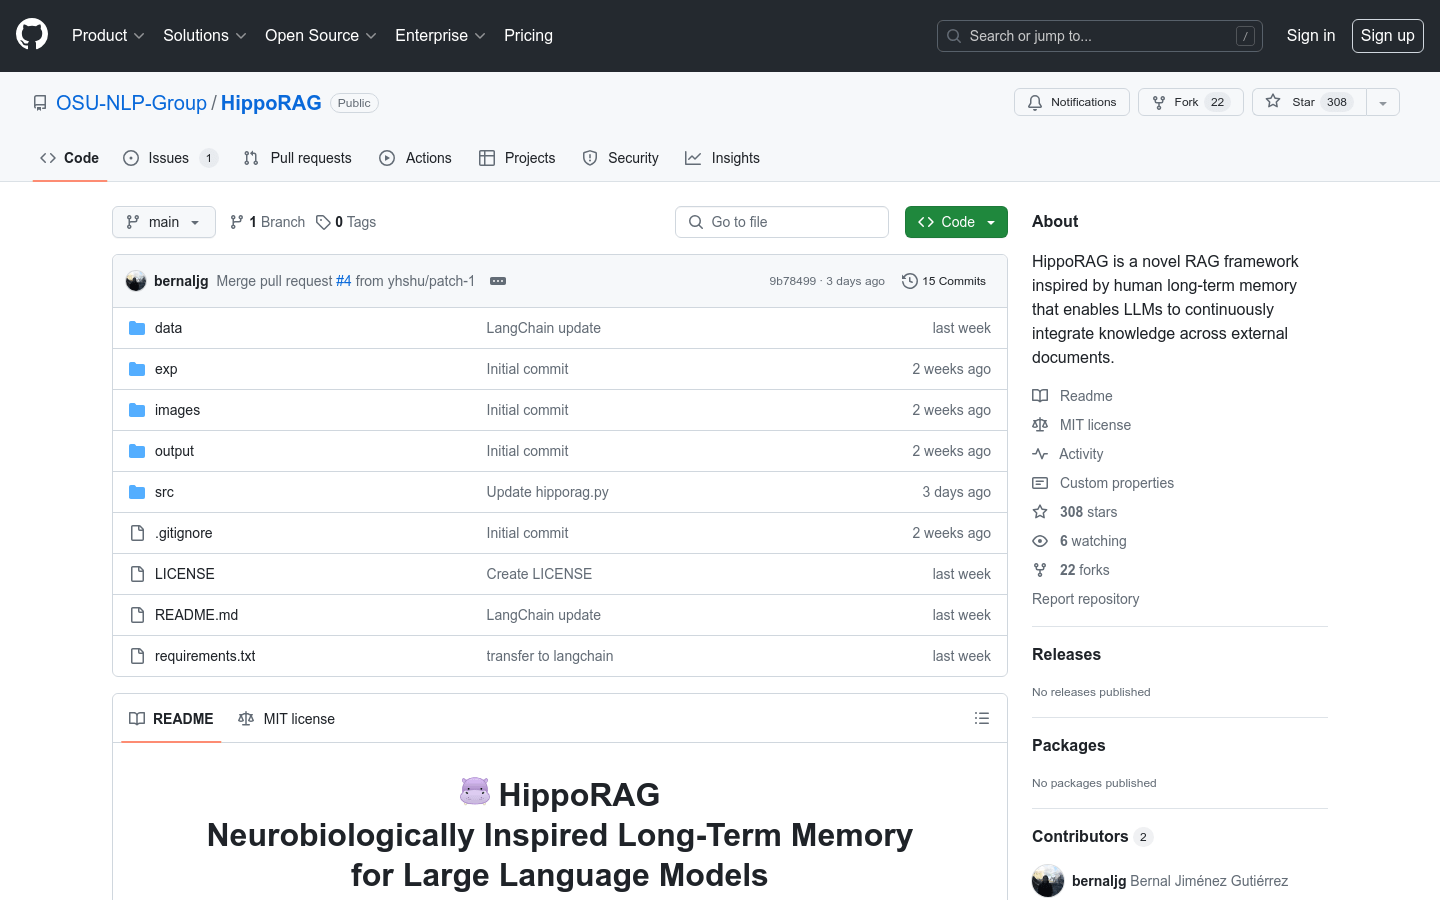 Product Solutions Open Source Enterprise Pricing Search or jump to... / Sign in Sign up
OSU-NLP-Group / HippoRAG Public Notifications Fork 22 Star 308
Code Issues 1 Pull requests Actions Projects Security Insights
main 1 Branch 0 Tags Go to file Code
bernaljg Merge pull request #4 from yhshu/patch-1 9b78499 · 3 days ago 15 Commits
data LangChain update last week
exp Initial commit 2 weeks ago
images Initial commit 2 weeks ago
output Initial commit 2 weeks ago
src Update hipporag.py 3 days ago
.gitignore Initial commit 2 weeks ago
LICENSE Create LICENSE last week
README.md LangChain update last week
requirements.txt transfer to langchain last week
README MIT license
HippoRAG
Neurobiologically Inspired Long-Term Memory
for Large Language Models
About
HippoRAG is a novel RAG framework
inspired by human long-term memory
that enables LLMs to continuously
integrate knowledge across external
documents.
Readme
MIT license
Activity
Custom properties
308 stars
6 watching
22 forks
Report repository
Releases
No releases published
Packages
No packages published
Contributors 2
bernaljg Bernal Jiménez Gutiérrez